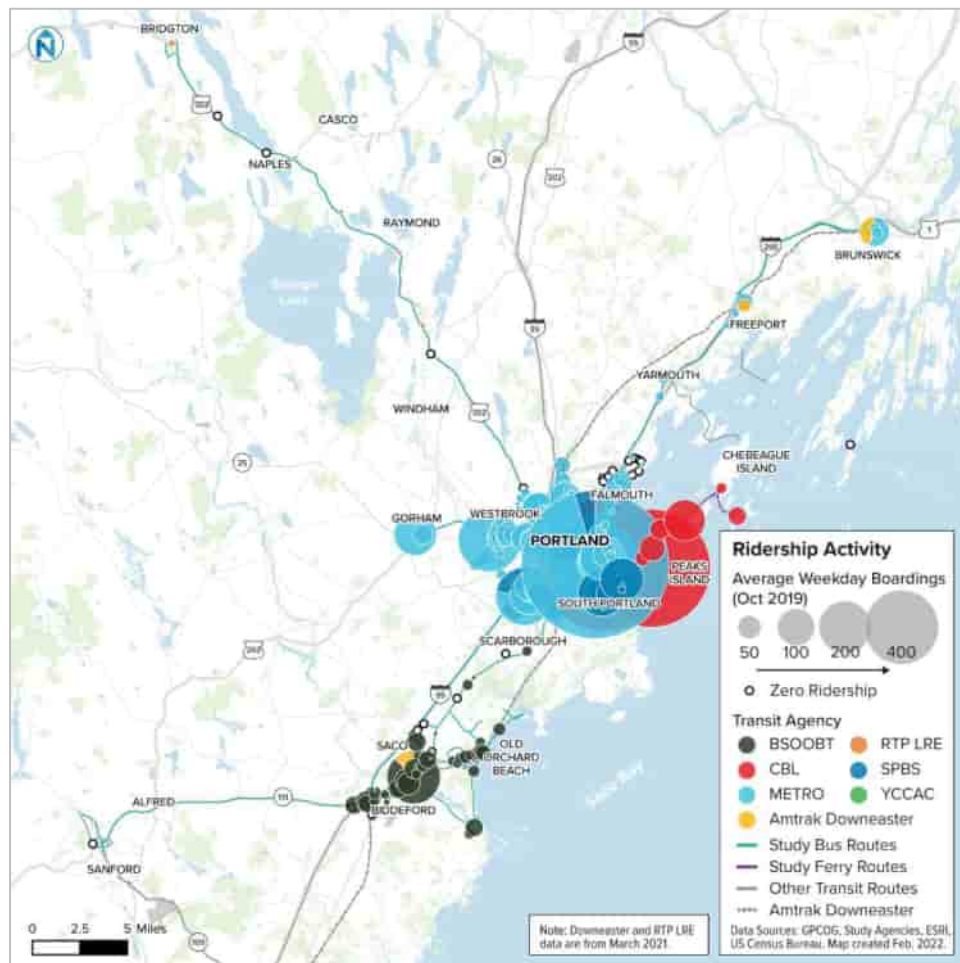 N
BRIDGTON
95
302
CASCO
NAPLES
26
202
RAYMOND
1
295
BRUNSWICK
95
FREEPORT
YARMOUTH
WINDHAM
302
25
CHEBEAGUE
ISLAND
FALMOUTH
WESTBROOK
GORHAM
PORTLAND
PEAKS
ISLAND
SOUTH PORTLAND
SCARBOROUGH
202
95
SACO
OLD
ORCHARD
BEACH
111
ALFRED
BIDDEFORD
SANFORD
109
0 2.5 5 Miles
Ridership Activity
Average Weekday Boardings
(Oct 2019)
50 100 200 400
Zero Ridership
Transit Agency
BSOOBT RTP LRE
CBL SPBS
METRO YCCAC
Amtrak Downeaster
Study Bus Routes
Study Ferry Routes
Other Transit Routes
Amtrak Downeaster
Note: Downeaster and RTP LRE
data are from March 2021.
Data Sources: GPCOG, Study Agencies, ESRI,
US Census Bureau. Map created Feb, 2022.